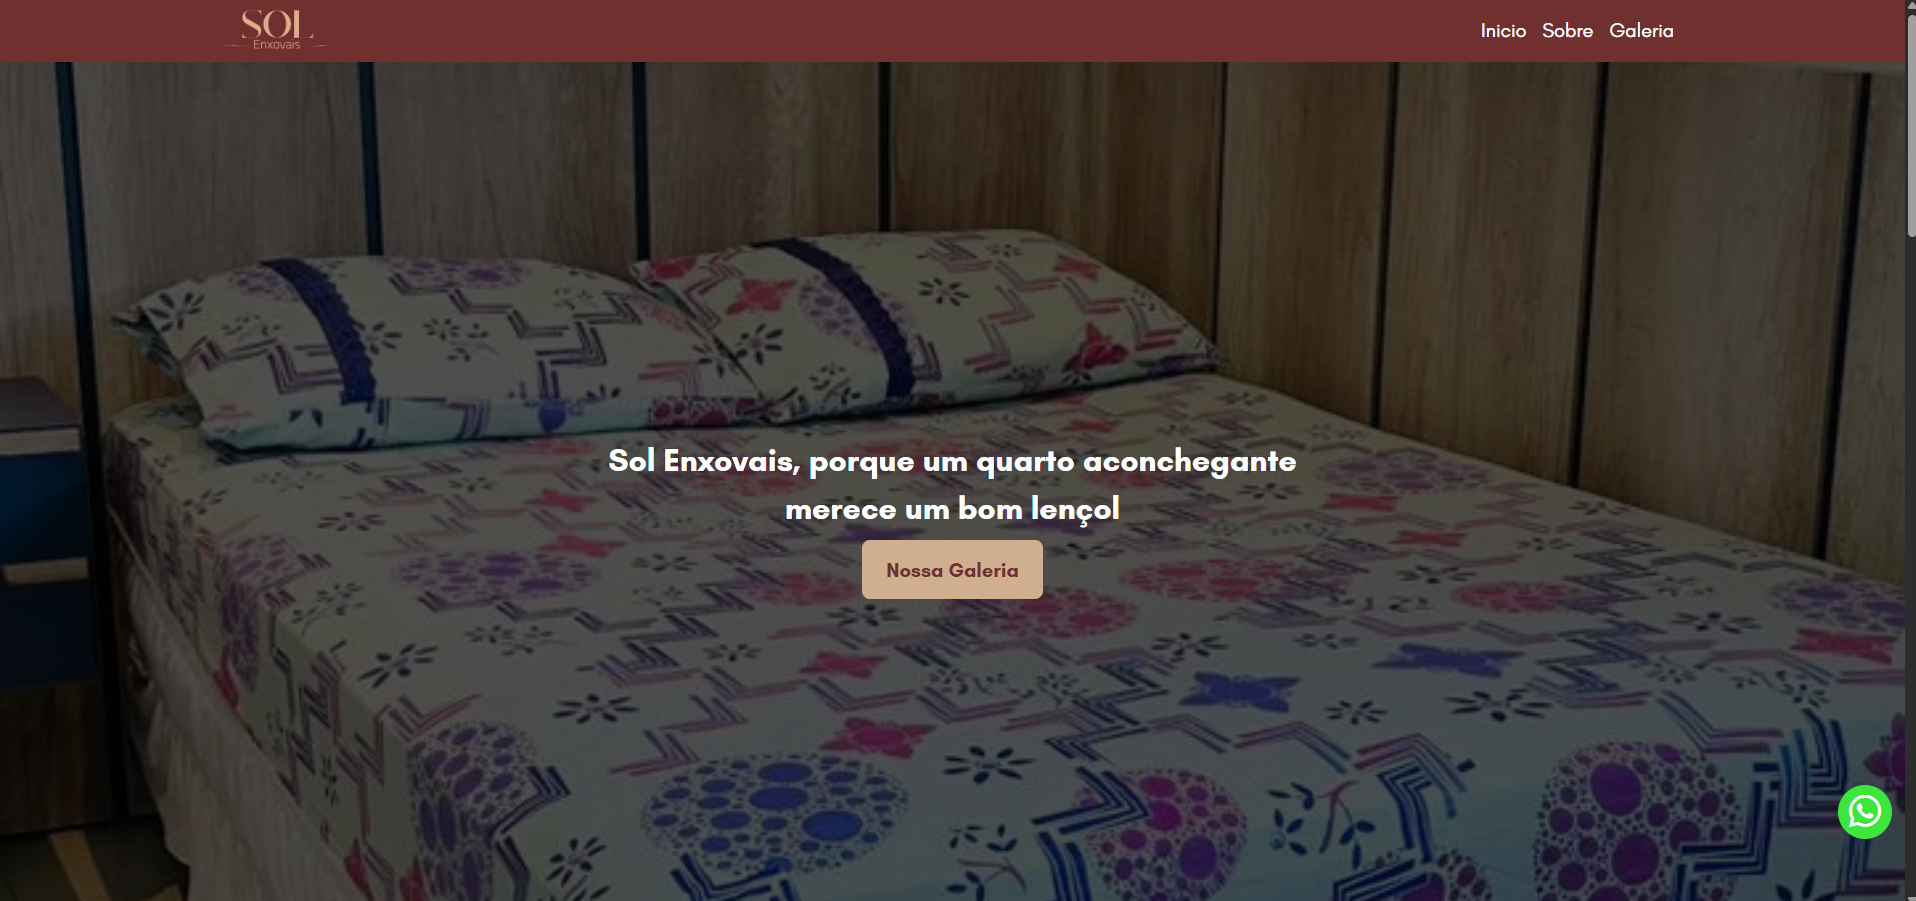 SOL
Enxovais
Inicio Sobre Galeria
Sol Enxovais, porque um quarto aconchegante
merece um bom lençol
Nossa Galeria